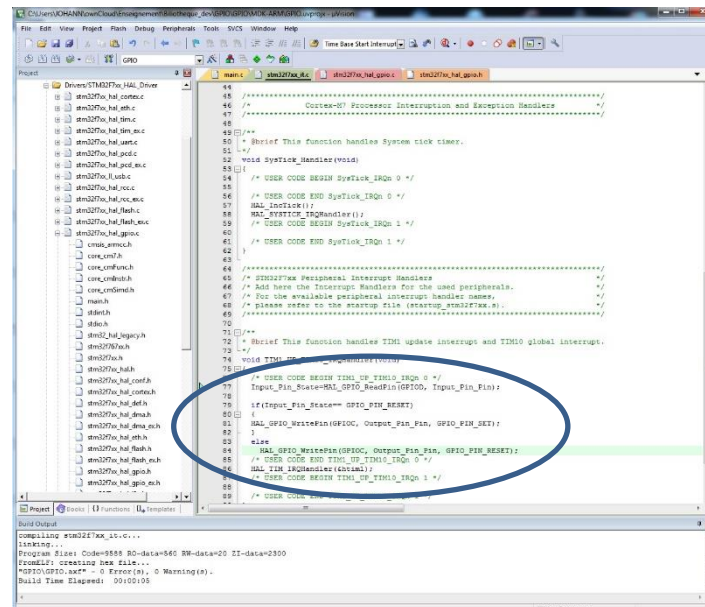 C:\Users\JOHANN\ownCloud\Enseignement\Bibliotheque_dev\GPIO\GPIO\MDK-ARM\GPIO.uvprojx - µVision
File Edit View Project Flash Debug Peripherals Tools SVCS Window Help
Time Base Start Interrupt
GPIO
Project
main.c stm32f7xx_it.c stm32f7xx_hal_gpio.c stm32f7xx_hal_gpio.h
Drivers/STM32F7xx_HAL_Driver
stm32f7xx_hal_cortex.c
stm32f7xx_hal_eth.c
stm32f7xx_hal_tim.c
stm32f7xx_hal_tim_ex.c
stm32f7xx_hal_uart.c
stm32f7xx_hal_pcd.c
stm32f7xx_hal_pcd_ex.c
stm32f7xx_ll_usb.c
stm32f7xx_hal_rcc.c
stm32f7xx_hal_rcc_ex.c
stm32f7xx_hal_flash.c
stm32f7xx_hal_flash_ex.c
stm32f7xx_hal_gpio.c
cmsis_armcc.h
core_cm7.h
core_cmFunc.h
core_cmInstr.h
core_cmSimd.h
main.h
stdint.h
stdio.h
stm32_hal_legacy.h
stm32f767xx.h
stm32f7xx.h
stm32f7xx_hal.h
stm32f7xx_hal_conf.h
stm32f7xx_hal_cortex.h
stm32f7xx_hal_def.h
stm32f7xx_hal_dma.h
stm32f7xx_hal_dma_ex.h
stm32f7xx_hal_eth.h
stm32f7xx_hal_flash.h
stm32f7xx_hal_flash_ex.h
stm32f7xx_hal_gpio.h
stm32f7xx_hal_gpio_ex.h
Project Books {} Functions Templates
44
45 /******************************************************************************/
46 /* Cortex-M7 Processor Interruption and Exception Handlers */
47 /******************************************************************************/
48
49 /**
50 * @brief This function handles System tick timer.
51 */
52 void SysTick_Handler(void)
53 {
54 /* USER CODE BEGIN SysTick_IRQn 0 */
55
56 /* USER CODE END SysTick_IRQn 0 */
57 HAL_IncTick();
58 HAL_SYSTICK_IRQHandler();
59 /* USER CODE BEGIN SysTick_IRQn 1 */
60
61 /* USER CODE END SysTick_IRQn 1 */
62 }
63
64 /******************************************************************************/
65 /* STM32F7xx Peripheral Interrupt Handlers */
66 /* Add here the Interrupt Handlers for the used peripherals. */
67 /* For the available peripheral interrupt handler names, */
68 /* please refer to the startup file (startup_stm32f7xx.s). */
69 /******************************************************************************/
70
71 /**
72 * @brief This function handles TIM1 update interrupt and TIM10 global interrupt.
73 */
74 void TIM1_UP_TIM10_IRQHandler(void)
75 {
76 /* USER CODE BEGIN TIM1_UP_TIM10_IRQn 0 */
77 Input_Pin_State=HAL_GPIO_ReadPin(GPIOD, Input_Pin_Pin);
78
79 if(Input_Pin_State== GPIO_PIN_RESET)
80 {
81 HAL_GPIO_WritePin(GPIOC, Output_Pin_Pin, GPIO_PIN_SET);
82 }
83 else
84 HAL_GPIO_WritePin(GPIOC, Output_Pin_Pin, GPIO_PIN_RESET);
85 /* USER CODE END TIM1_UP_TIM10_IRQn 0 */
86 HAL_TIM_IRQHandler(&htim1);
87 /* USER CODE BEGIN TIM1_UP_TIM10_IRQn 1 */
88
89 /* USER CODE END
Build Output
compiling stm32f7xx_it.c...
linking...
Program Size: Code=9588 RO-data=560 RW-data=20 ZI-data=2300
FromELF: creating hex file...
"GPIO\GPIO.axf" - 0 Error(s), 0 Warning(s).
Build Time Elapsed: 00:00:05